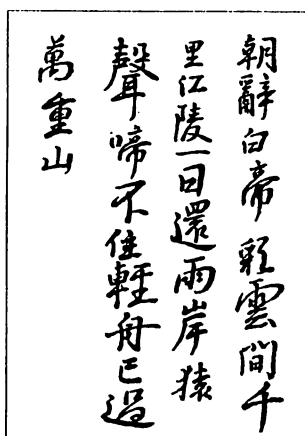 朝辭白帝彩雲間千
里江陵一日還兩岸猿
聲啼不住輕舟已過
萬重山